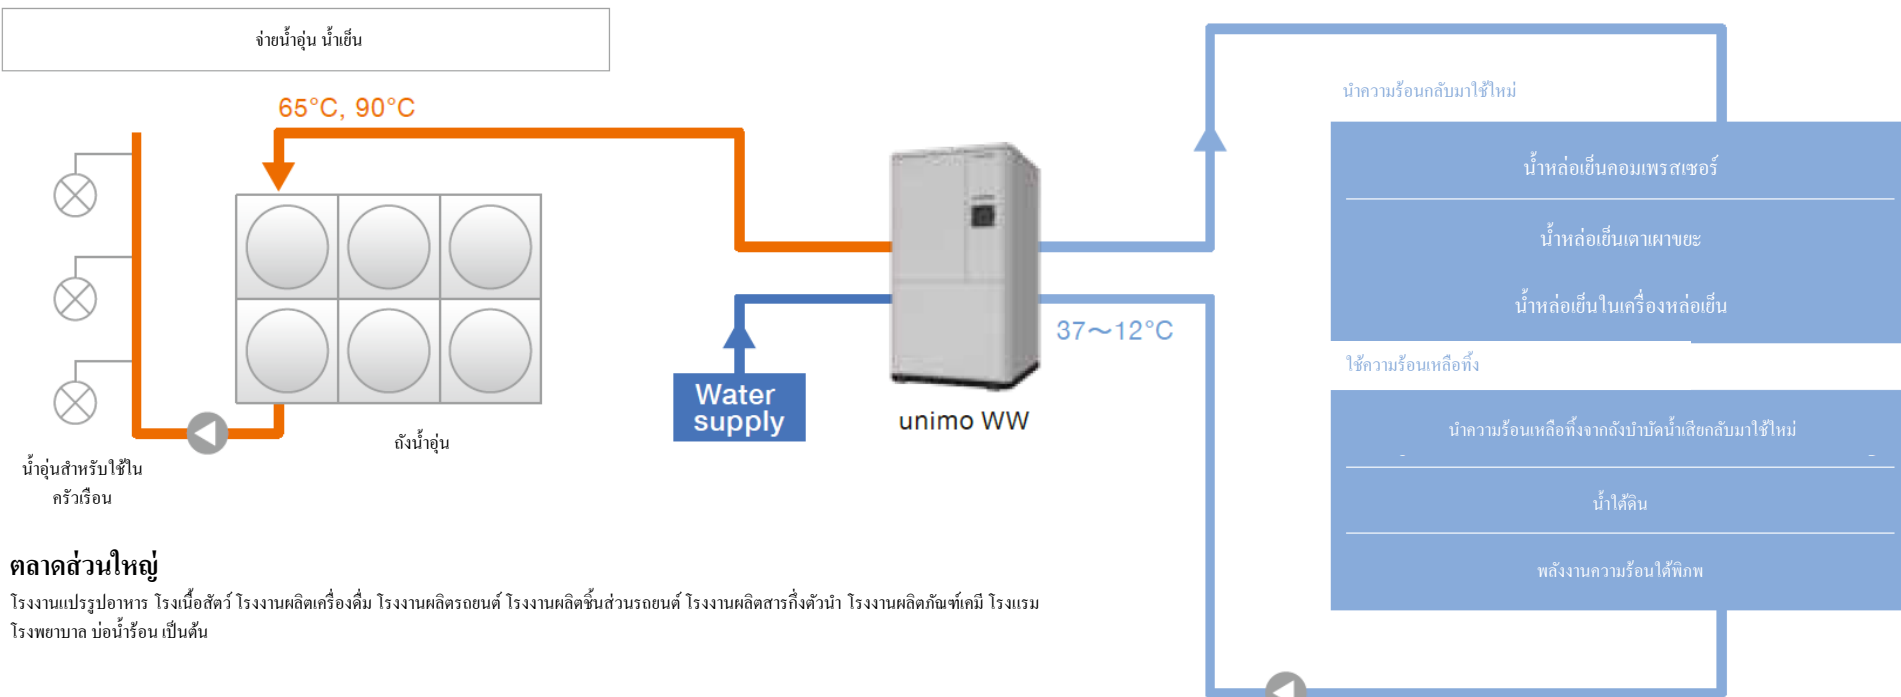 จ่ายน้ำอุ่น น้ำเย็น
65°C, 90°C
นำความร้อนกลับมาใช้ใหม่
น้ำหล่อเย็นคอมเพรสเซอร์
น้ำหล่อเย็นเตาเผาขยะ
น้ำหล่อเย็นในเครื่องหล่อเย็น
37～12°C
ใช้ความร้อนเหลือทิ้ง
Water
supply
unimo WW
นำความร้อนเหลือทิ้งจากถังบำบัดน้ำเสียกลับมาใช้ใหม่
ถังน้ำอุ่น
น้ำอุ่นสำหรับใช้ใน
ครัวเรือน
น้ำใต้ดิน
พลังงานความร้อนใต้พิภพ
ตลาดส่วนใหญ่
โรงงานแปรรูปอาหาร โรงเนื้อสัตว์ โรงงานผลิตเครื่องดื่ม โรงงานผลิตรถยนต์ โรงงานผลิตชิ้นส่วนรถยนต์ โรงงานผลิตสารกึ่งตัวนำ โรงงานผลิตภัณฑ์เคมี โรงแรม
โรงพยาบาล บ่อน้ำร้อน เป็นต้น